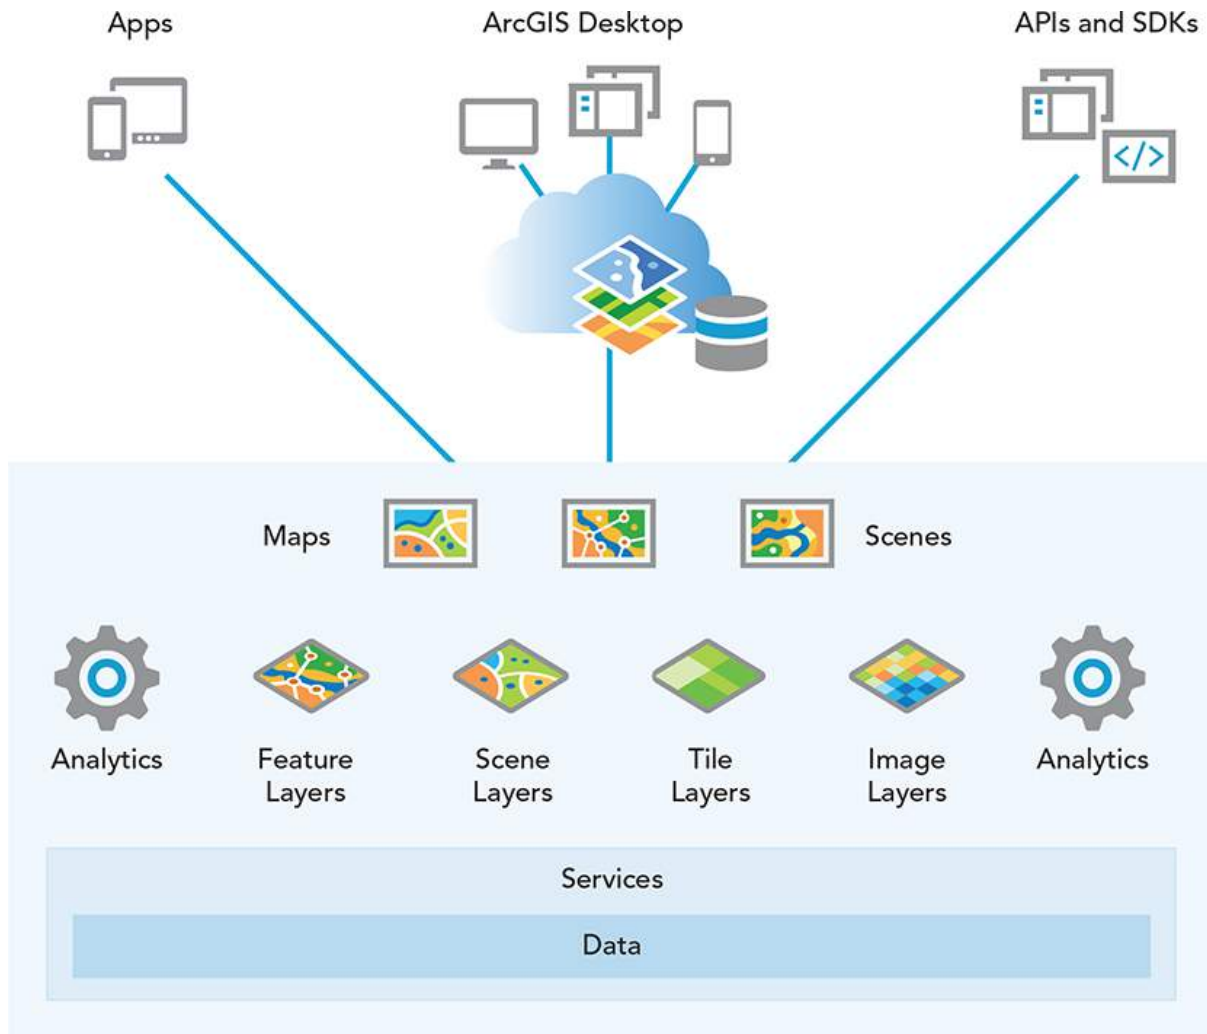 Apps
ArcGIS Desktop
APIs and SDKs
</>
Maps
Scenes
Analytics
Feature
Layers
Scene
Layers
Tile
Layers
Image
Layers
Analytics
Services
Data